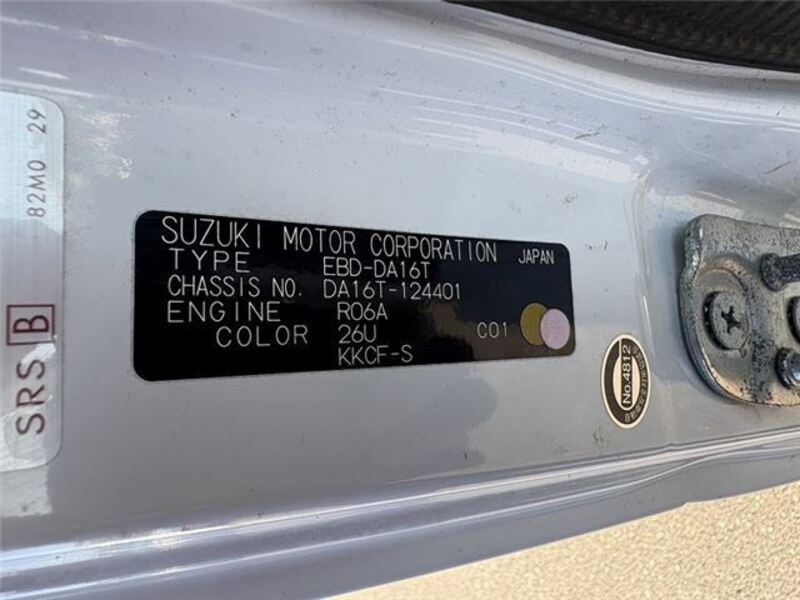 SUZUKI MOTOR CORPORATION JAPAN
TYPE EBD-DA16T
CHASSIS NO. DA16T-124401
ENGINE R06A
COLOR 26U C01
KKCF-S
SRS B
82M0 29
No.4812